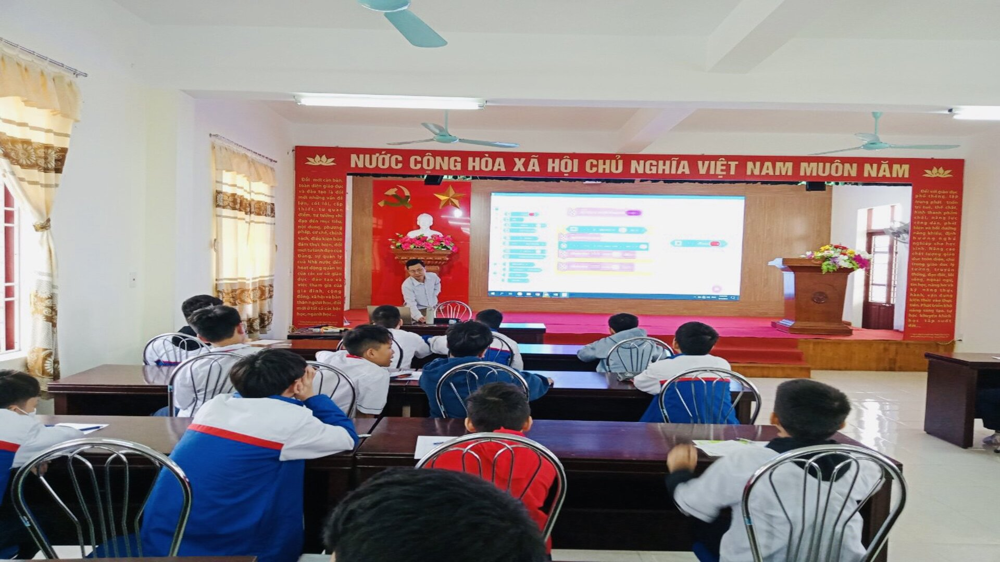 NƯỚC CỘNG HÒA XÃ HỘI CHỦ NGHĨA VIỆT NAM MUÔN NĂM
Đổi mới căn bản,
toàn diện giáo dục
và đào tạo là đổi
mới những vấn đề
lớn, cốt lõi, cấp
thiết, từ quan
điểm, tư tưởng chỉ
đạo đến mục tiêu,
nội dung, phương
pháp, cơ chế, chính
sách, điều kiện bảo
đảm thực hiện, đổi
mới từ lãnh đạo của
Đảng, sự quản lý
của Nhà nước đến
hoạt động quản trị
của các cơ sở giáo
dục - đào tạo và
việc tham gia của
gia đình, cộng
đồng, xã hội và bản
thân người học, đổi
mới ở tất cả các bậc
học, ngành học...
Đối với giáo dục
phổ thông, tập
trung phát triển
trí tuệ, thể chất,
hình thành phẩm
chất, năng lực
công dân, phát
hiện và bồi dưỡng
năng khiếu, định
hướng nghề
nghiệp cho học
sinh. Nâng cao
chất lượng giáo
dục toàn diện, chú
trọng giáo dục lý
tưởng, truyền
thống, đạo đức, lối
sống, ngoại ngữ,
tin học, năng lực và
kỹ năng thực
hành, vận dụng
kiến thức vào thực
tiễn. Phát triển khả
năng sáng tạo, tự
học, khuyến khích
học tập suốt
đời...